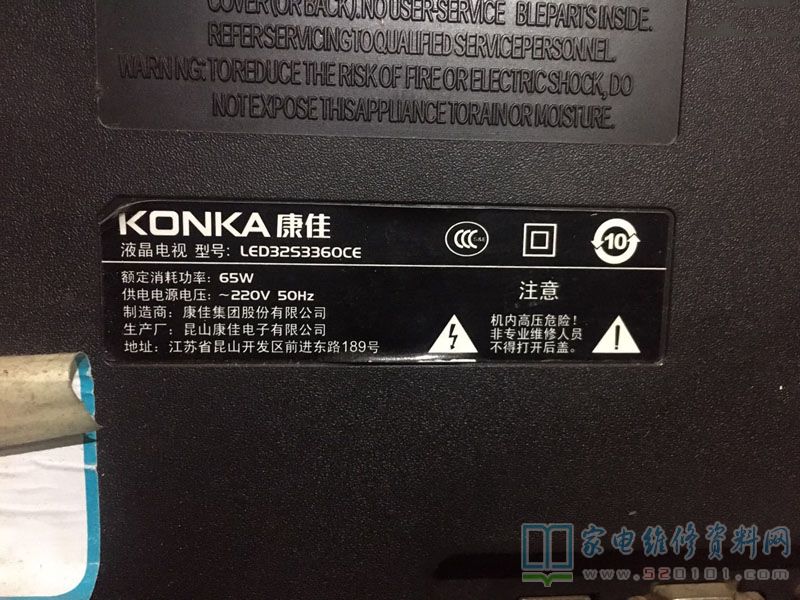 COVER (OR BACK).NO USER-SERVICE BLEPARTS INSIDE.
REFER SERVICING TO QUALIFIED SERVICE PERSONNEL.
WARNING: TO REDUCE THE RISK OF FIRE OR ELECTRIC SHOCK, DO
NOT EXPOSE THIS APPLIANCE TO RAIN OR MOISTURE.
KONKA 康佳
液晶电视 型号: LED32S3360CE
额定消耗功率: 65W
供电电源电压: ~220V 50Hz
制造商: 康佳集团股份有限公司
生产厂: 昆山康佳电子有限公司
地址: 江苏省昆山开发区前进东路189号
CCC
10
注意
机内高压危险!
非专业维修人员
不得打开后盖。
家电维修资料网
www.520101.com